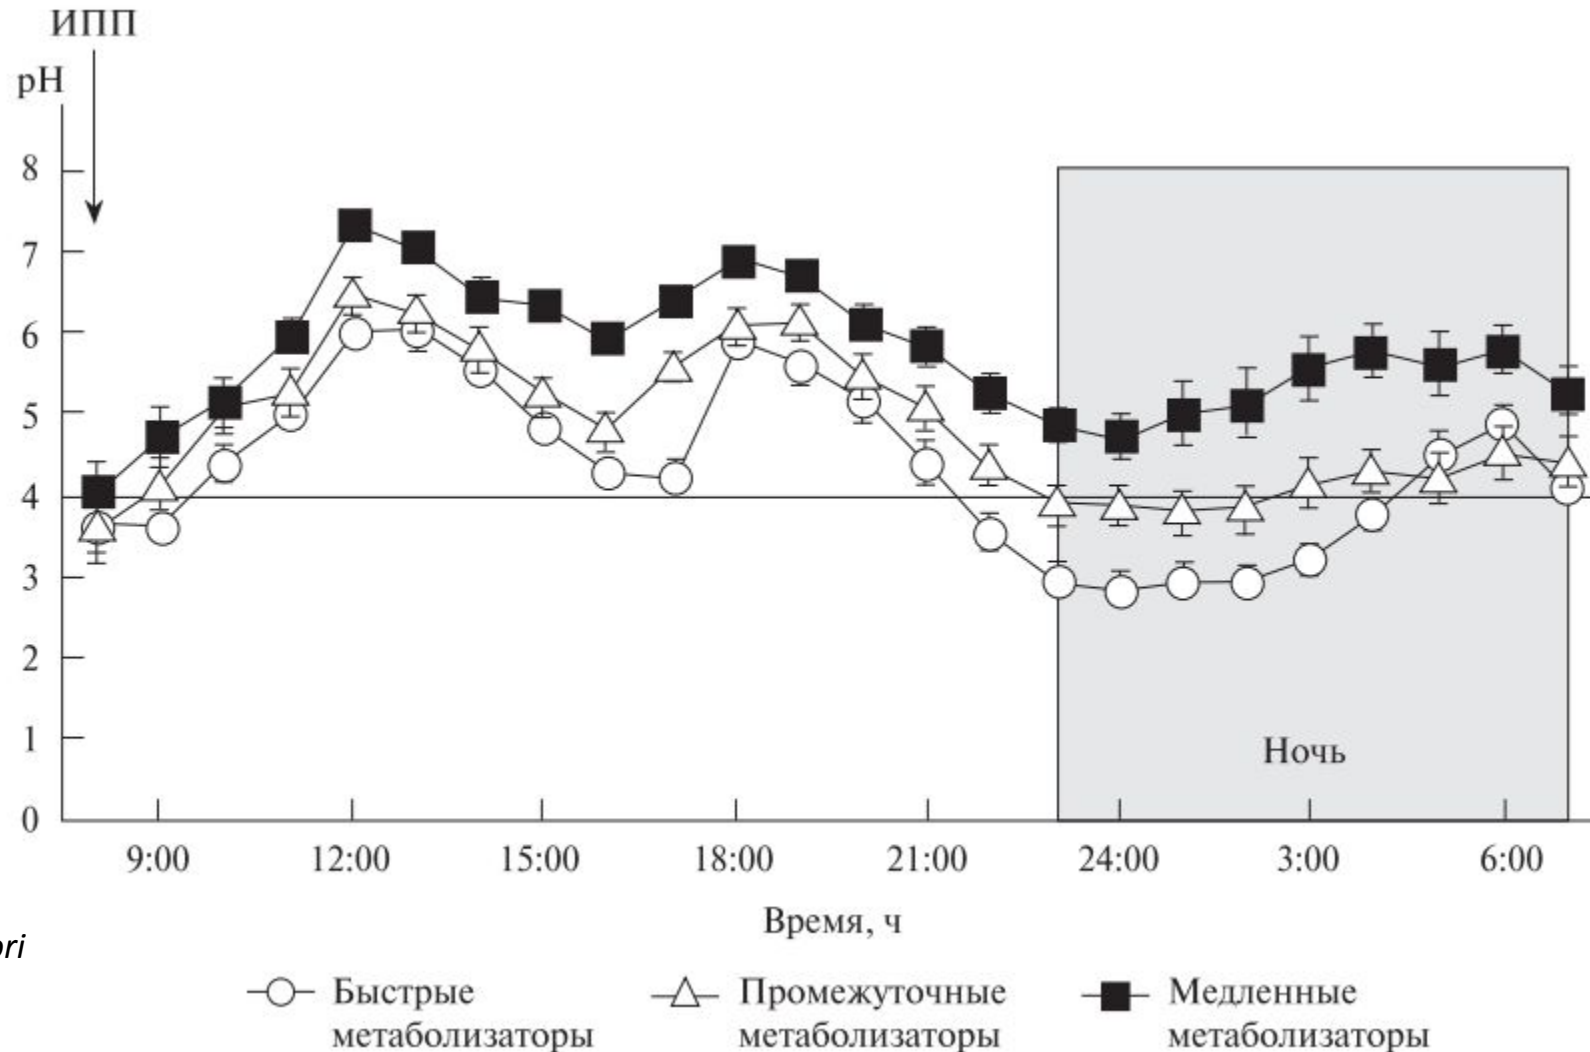 ИПП
pH
8
7
6
5
4
3
2
1
0
Ночь
9:00 12:00 15:00 18:00 21:00 24:00 3:00 6:00
Время, ч
ori
Быстрые
метаболизаторы
Промежуточные
метаболизаторы
Медленные
метаболизаторы